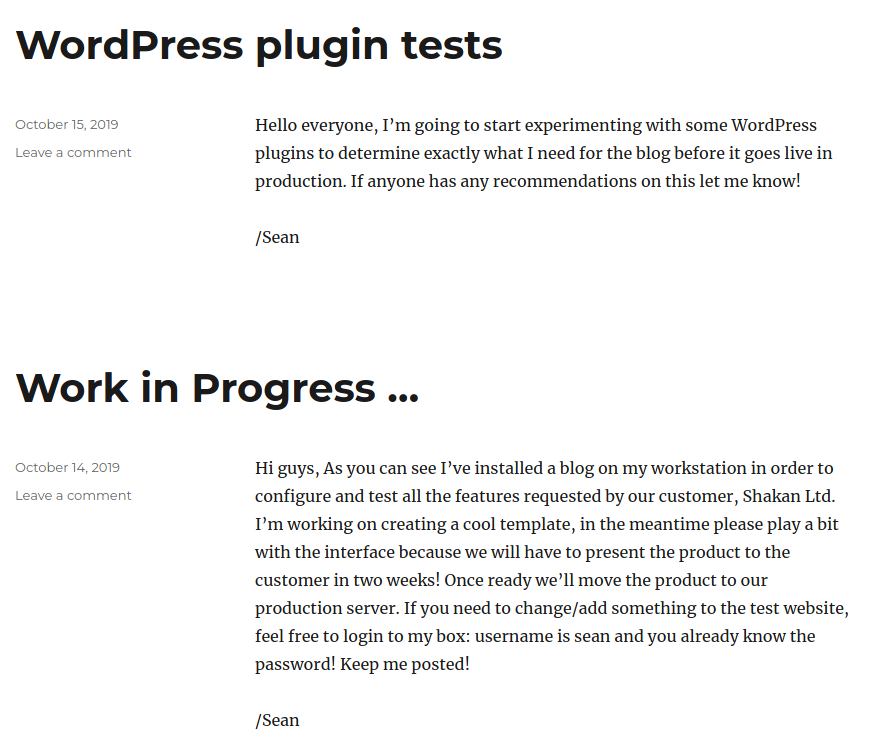 WordPress plugin tests
October 15, 2019
Leave a comment
Hello everyone, I’m going to start experimenting with some WordPress
plugins to determine exactly what I need for the blog before it goes live in
production. If anyone has any recommendations on this let me know!
/Sean
Work in Progress …
October 14, 2019
Leave a comment
Hi guys, As you can see I’ve installed a blog on my workstation in order to
configure and test all the features requested by our customer, Shakan Ltd.
I’m working on creating a cool template, in the meantime please play a bit
with the interface because we will have to present the product to the
customer in two weeks! Once ready we’ll move the product to our
production server. If you need to change/add something to the test website,
feel free to login to my box: username is sean and you already know the
password! Keep me posted!
/Sean